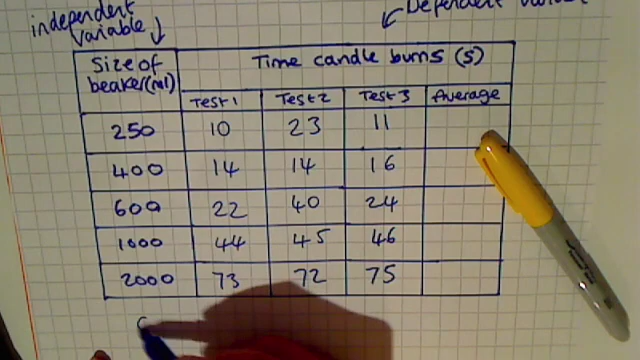 independent
variable
Dependent
Size of
beaker(ml)
Time candle burns (s)
Test 1 Test 2 Test 3 Average
250 10 23 11
400 14 14 16
600 22 40 24
1000 44 45 46
2000 73 72 75